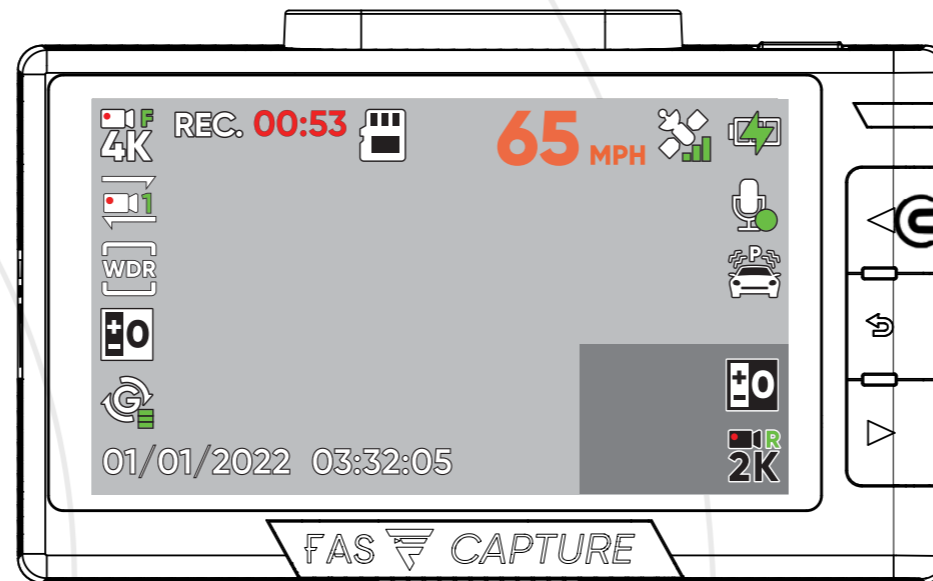 F
4K REC. 00:53 65 MPH
1
WDR
P
±0
±0
G
R
01/01/2022 03:32:05 2K
FAS CAPTURE